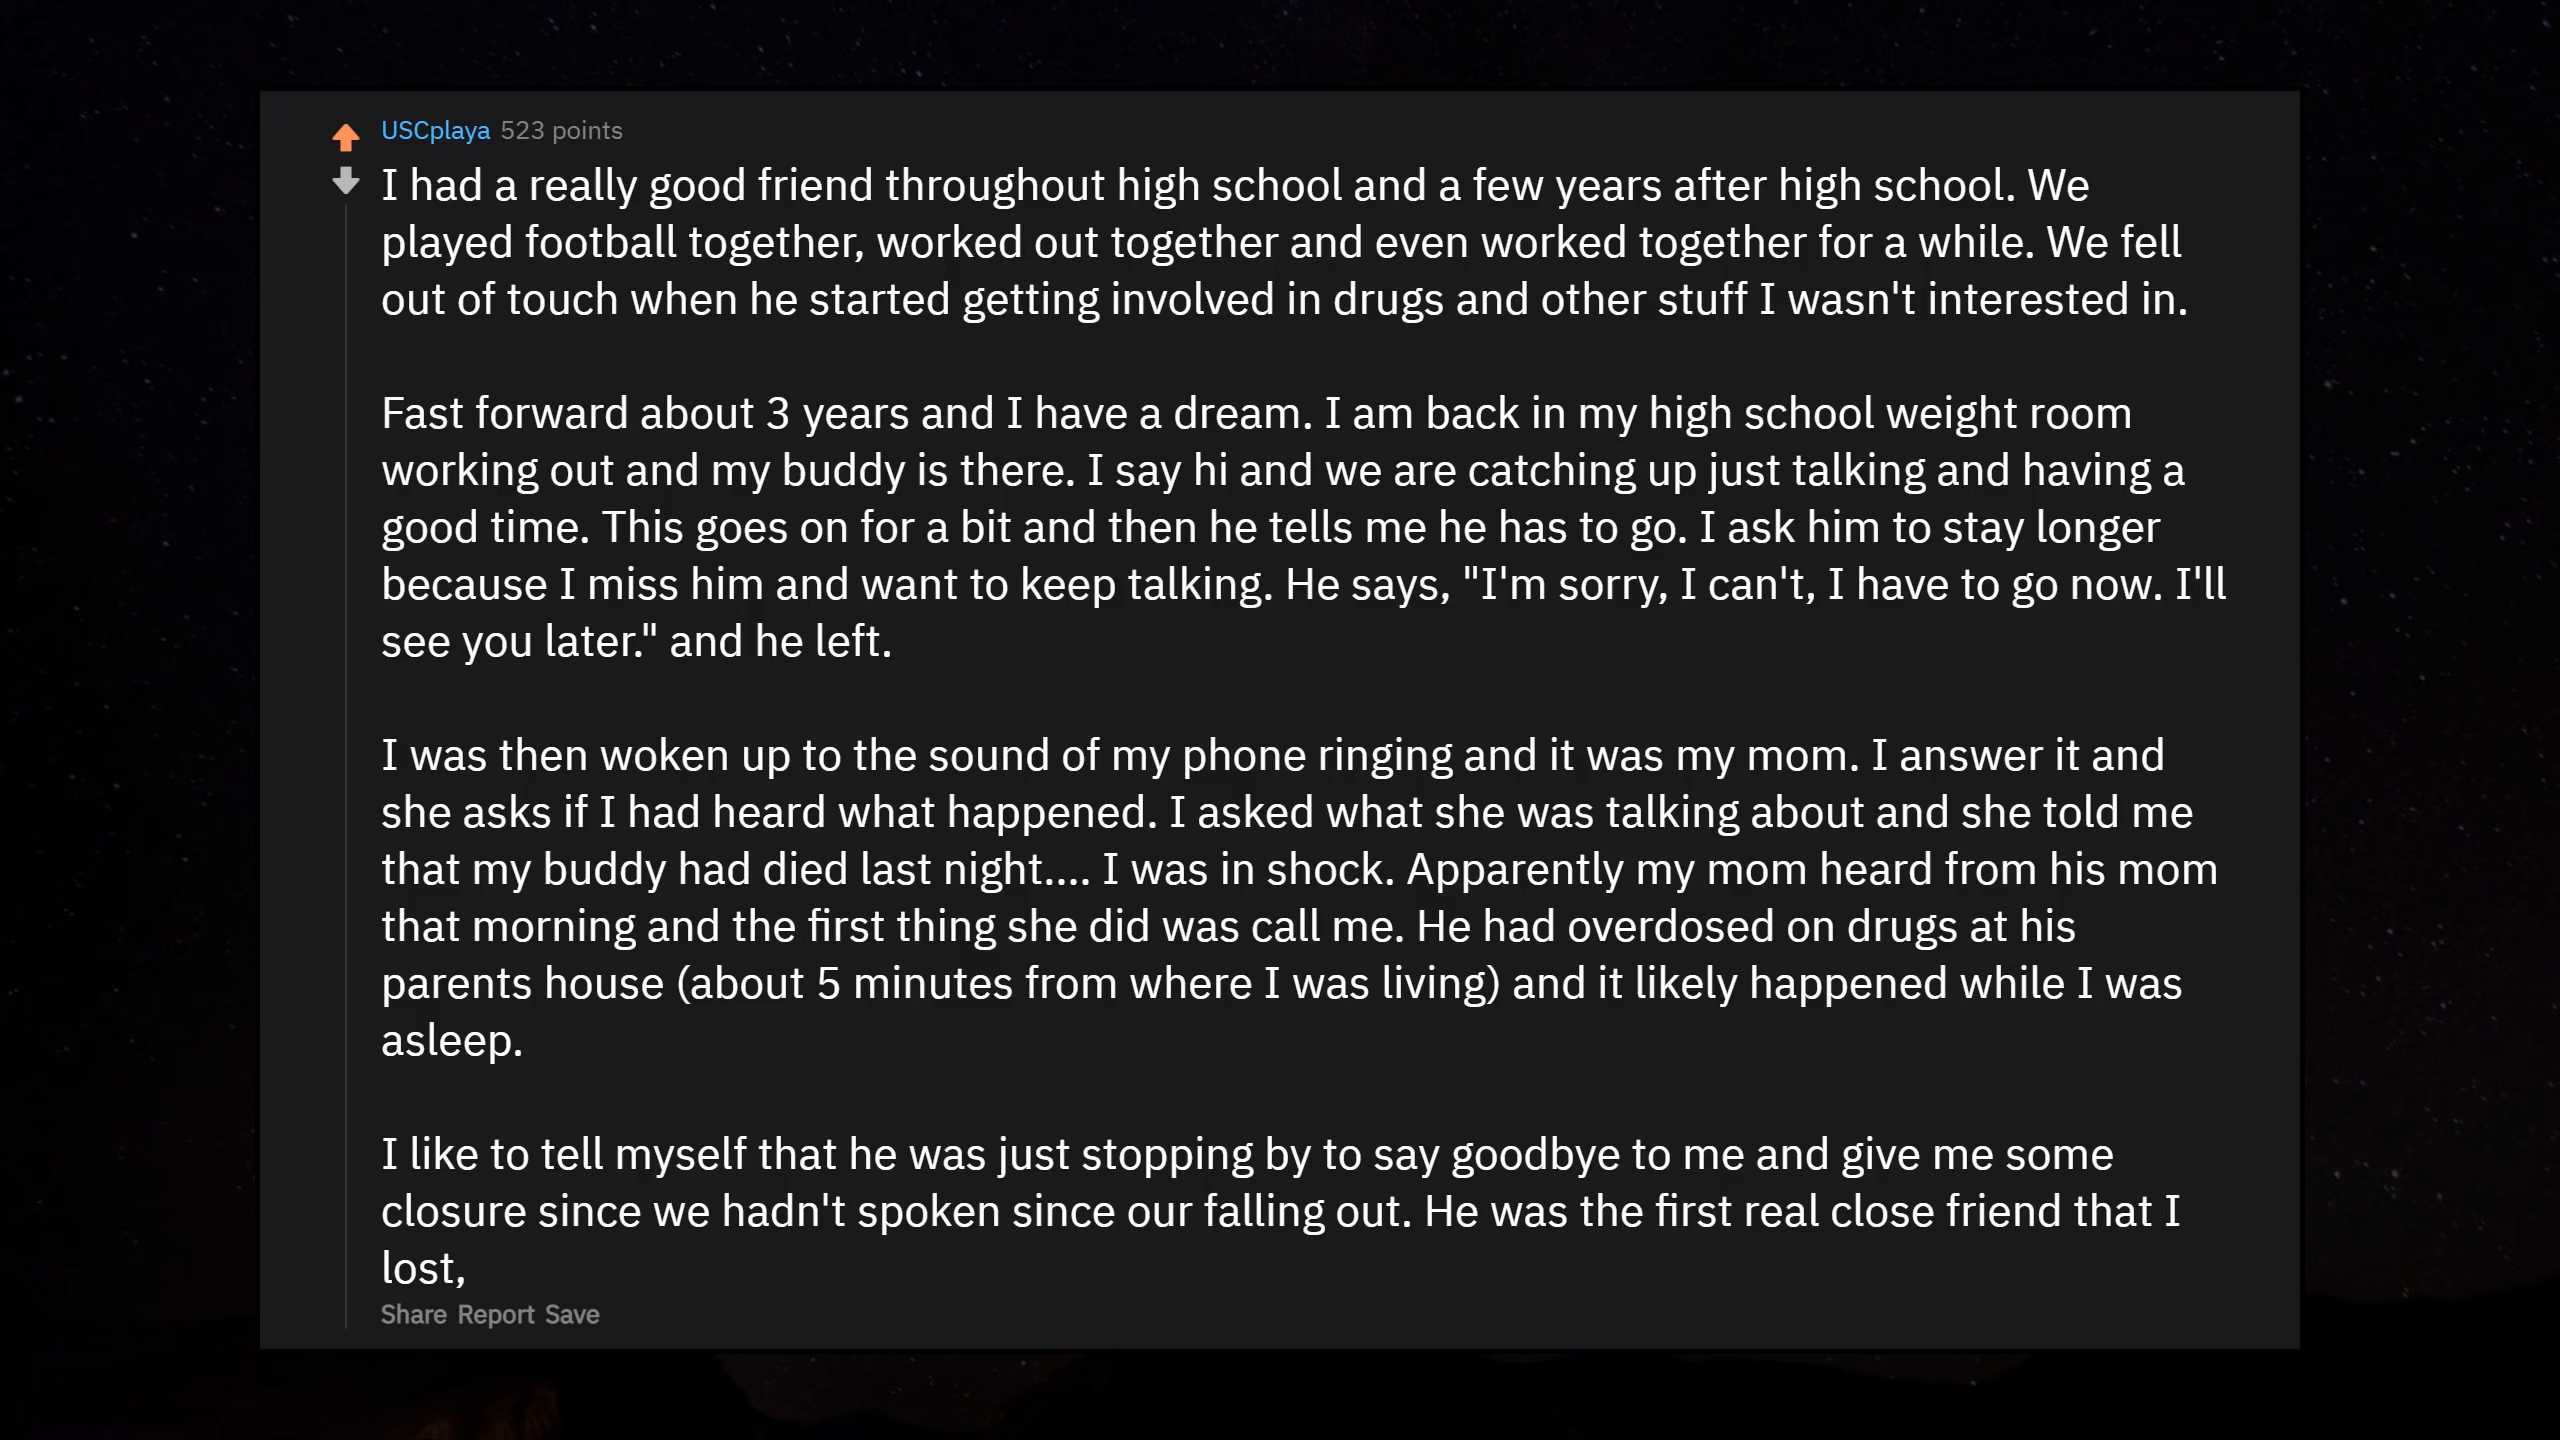 USCplaya 523 points
I had a really good friend throughout high school and a few years after high school. We
played football together, worked out together and even worked together for a while. We fell
out of touch when he started getting involved in drugs and other stuff I wasn't interested in.
Fast forward about 3 years and I have a dream. I am back in my high school weight room
working out and my buddy is there. I say hi and we are catching up just talking and having a
good time. This goes on for a bit and then he tells me he has to go. I ask him to stay longer
because I miss him and want to keep talking. He says, "I'm sorry, I can't, I have to go now. I'll
see you later." and he left.
I was then woken up to the sound of my phone ringing and it was my mom. I answer it and
she asks if I had heard what happened. I asked what she was talking about and she told me
that my buddy had died last night.... I was in shock. Apparently my mom heard from his mom
that morning and the first thing she did was call me. He had overdosed on drugs at his
parents house (about 5 minutes from where I was living) and it likely happened while I was
asleep.
I like to tell myself that he was just stopping by to say goodbye to me and give me some
closure since we hadn't spoken since our falling out. He was the first real close friend that I
lost,
Share Report Save